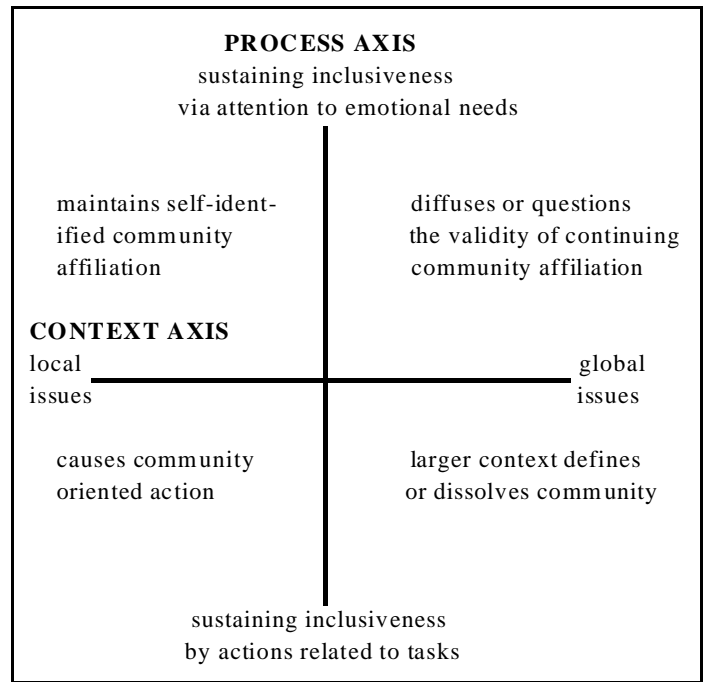 PROCESS AXIS
sustaining inclusiveness
via attention to emotional needs
maintains self-ident-
ified community
affiliation
diffuses or questions
the validity of continuing
community affiliation
CONTEXT AXIS
local
issues
global
issues
causes community
oriented action
larger context defines
or dissolves community
sustaining inclusiveness
by actions related to tasks